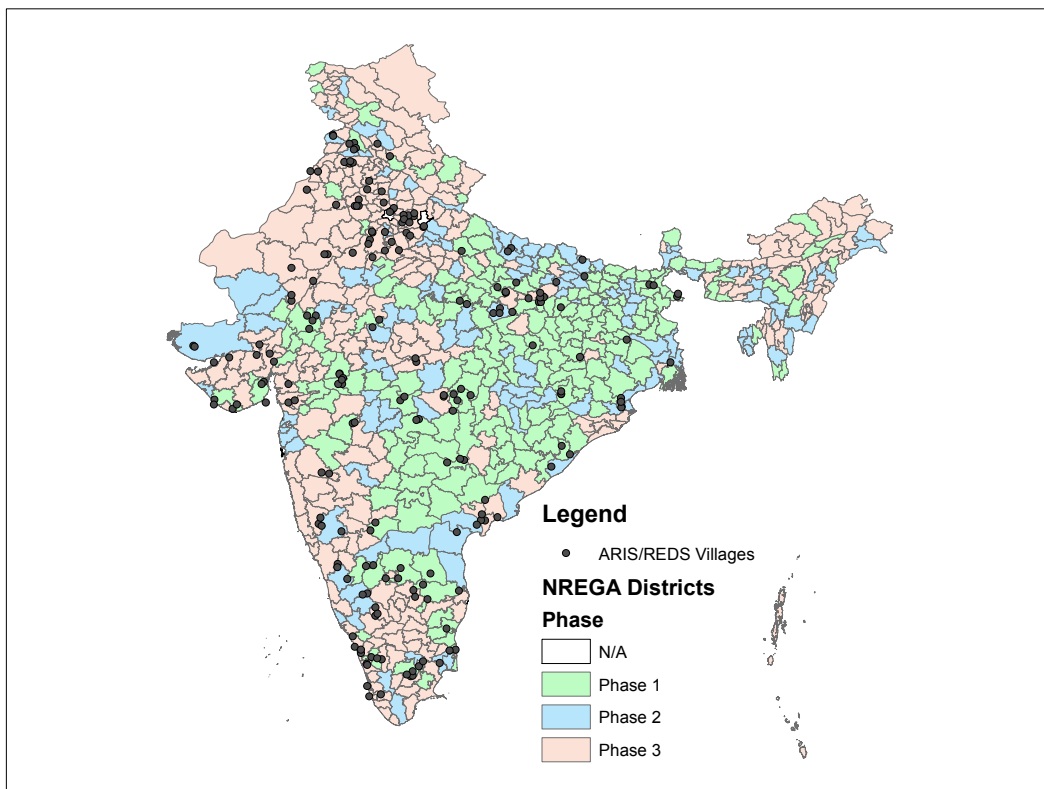 Legend
ARIS/REDS Villages
NREGA Districts
Phase
N/A
Phase 1
Phase 2
Phase 3